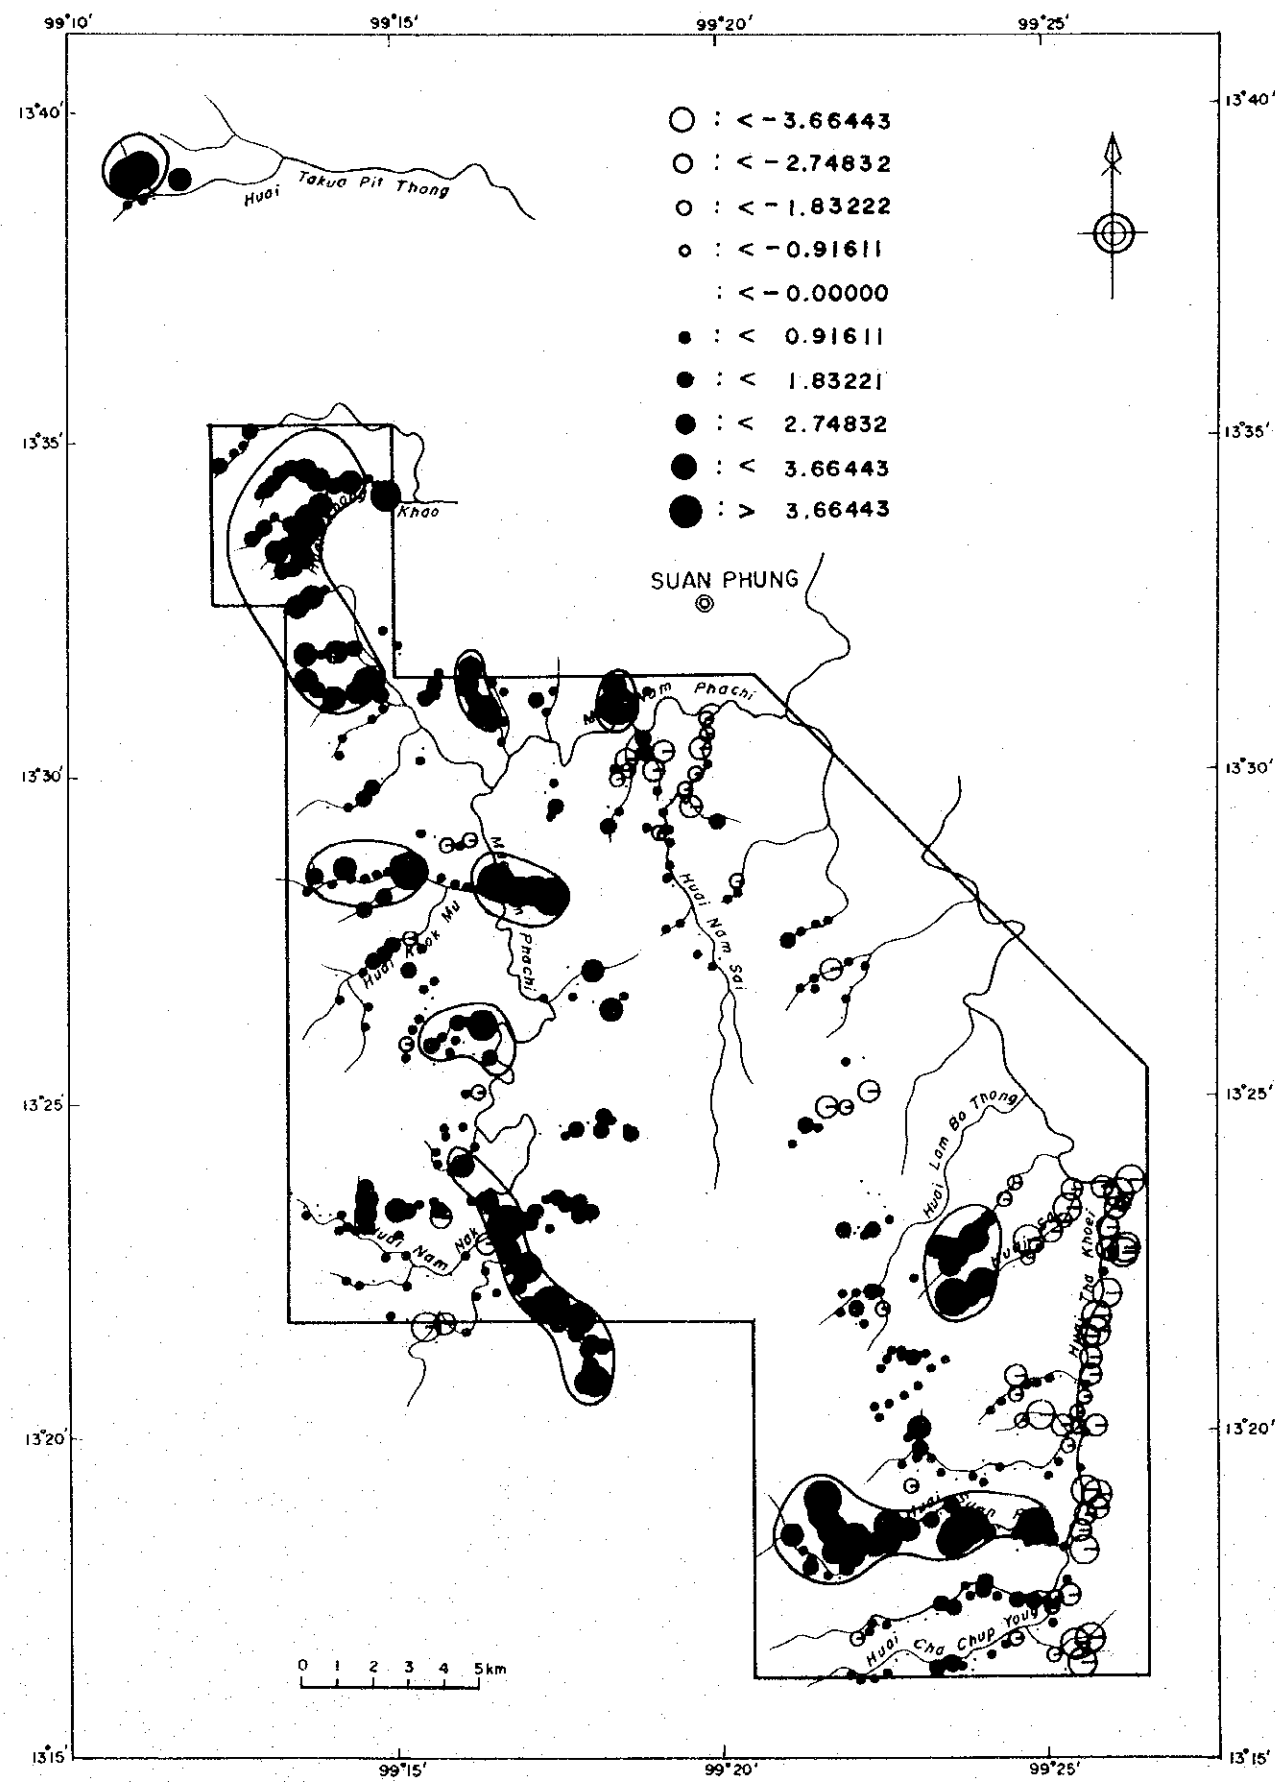 99°10' 99°15' 99°20' 99°25'
13°40' 13°40'
○ : < -3.66443
○ : < -2.74832
○ : < -1.83222
○ : < -0.91611
: < -0.00000
● : < 0.91611
● : < 1.83221
● : < 2.74832
● : < 3.66443
● : > 3.66443
Huai Takua Pit Thong
13°35' 13°35'
Khao
SUAN PHUNG
Nam Phachi
13°30' 13°30'
Phachi
Huai Nam Sai
Huai Khok Mu
13°25' 13°25'
Huai Lam Bo Thong
Huai Nam Nak
Huai Tha Khoei
13°20' 13°20'
Huai Cha Chup Young
0 1 2 3 4 5km
13°15' 13°15'
99°15' 99°20' 99°25'